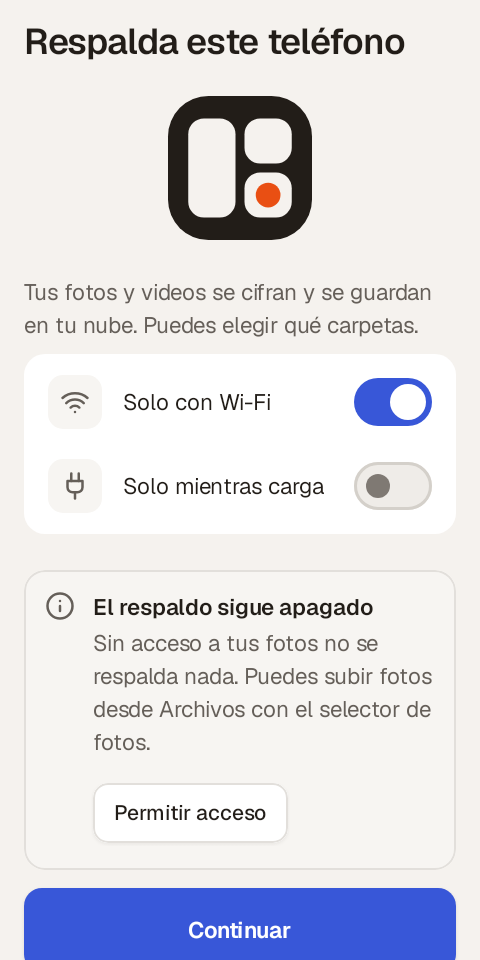 Respalda este teléfono
Tus fotos y videos se cifran y se guardan
en tu nube. Puedes elegir qué carpetas.
Solo con Wi-Fi
Solo mientras carga
El respaldo sigue apagado
Sin acceso a tus fotos no se
respalda nada. Puedes subir fotos
desde Archivos con el selector de
fotos.
Permitir acceso
Continuar